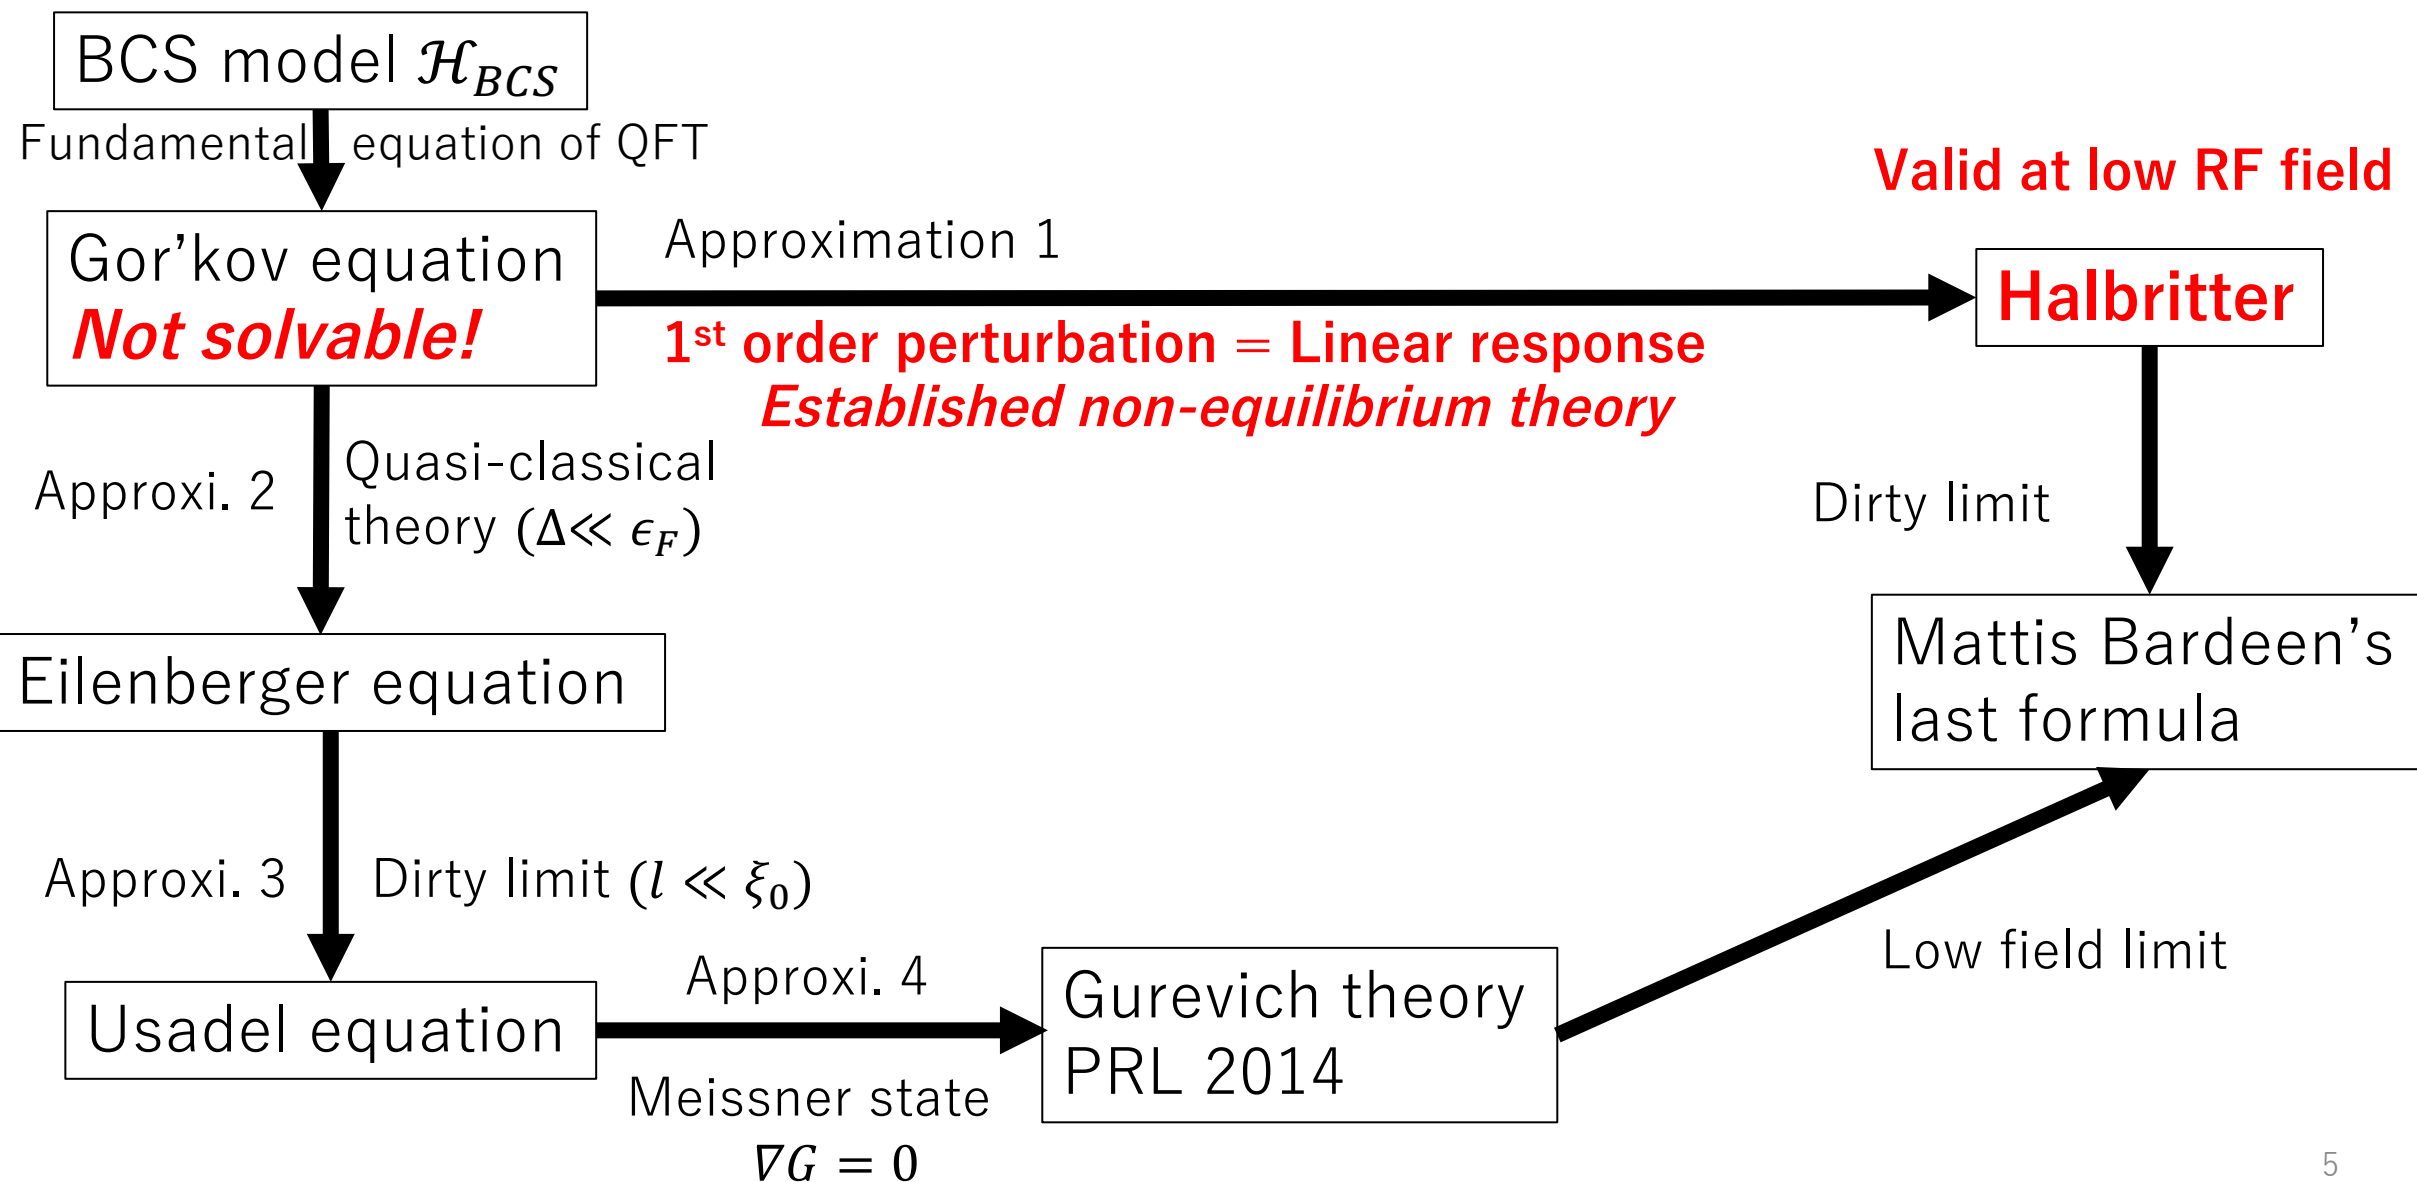 BCS model ℋ_BCS
Fundamental equation of QFT
Valid at low RF field
Gor’kov equation
Not solvable!
Approximation 1
1st order perturbation = Linear response
Established non-equilibrium theory
Halbritter
Approxi. 2
Quasi-classical
theory (Δ≪ ϵ_F)
Dirty limit
Eilenberger equation
Mattis Bardeen’s
last formula
Approxi. 3
Dirty limit (l ≪ ξ_0)
Usadel equation
Approxi. 4
Meissner state
∇G = 0
Gurevich theory
PRL 2014
Low field limit
5